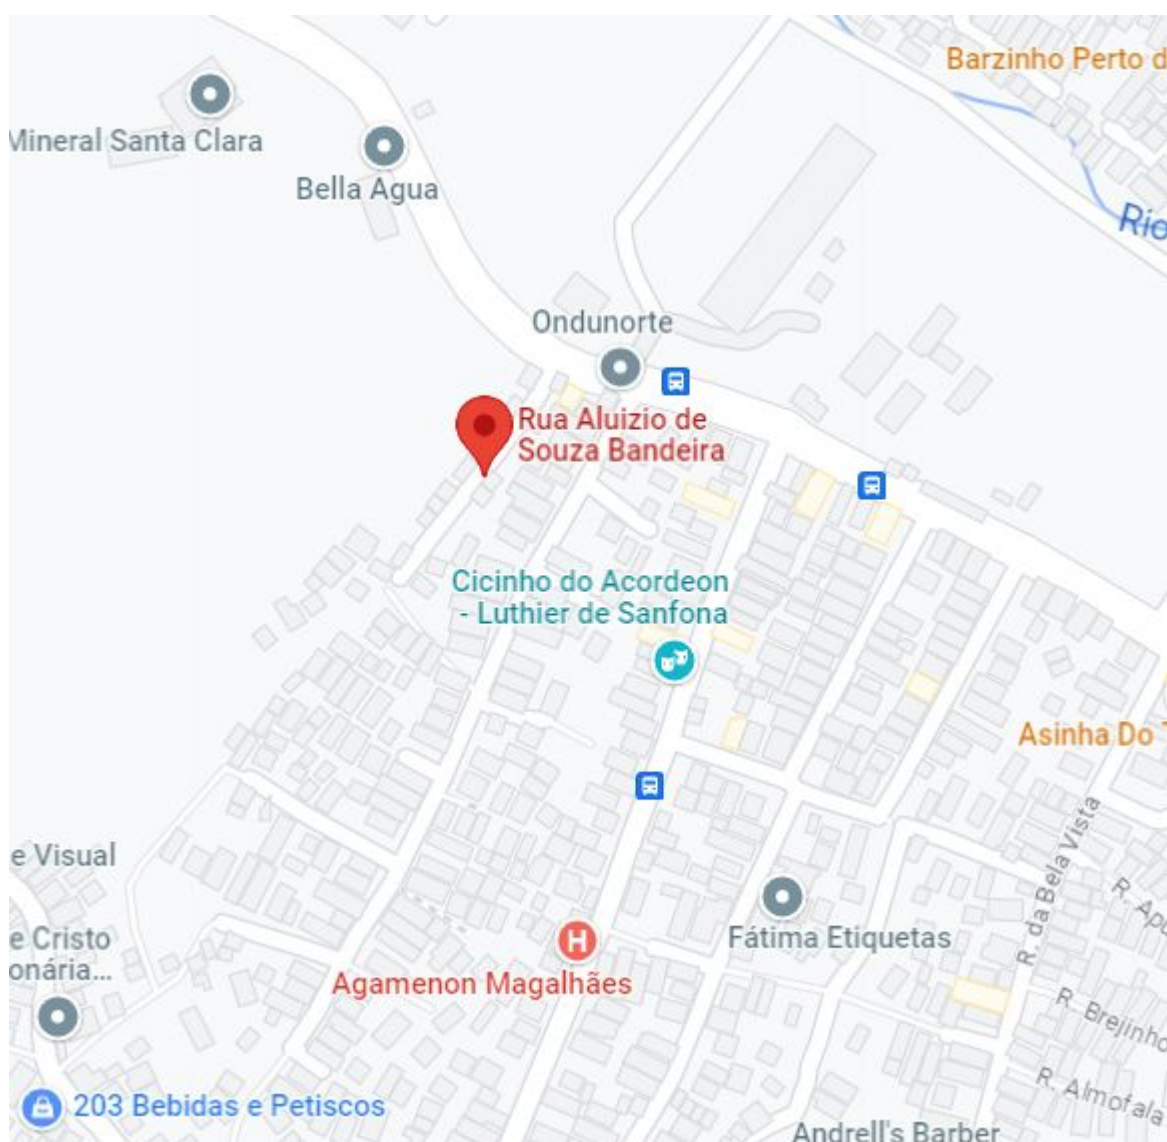 Barzinho Perto d
Mineral Santa Clara
Bella Agua
Rio
Ondunorte
Rua Aluizio de
Souza Bandeira
Cicinho do Acordeon
- Luthier de Sanfona
Asinha Do
R. da Bela Vista
e Visual
R. Apu
e Cristo
onária...
Fátima Etiquetas
H
Agamenon Magalhães
R. Brejinho
R. Almofala
203 Bebidas e Petiscos
Andrell's Barber